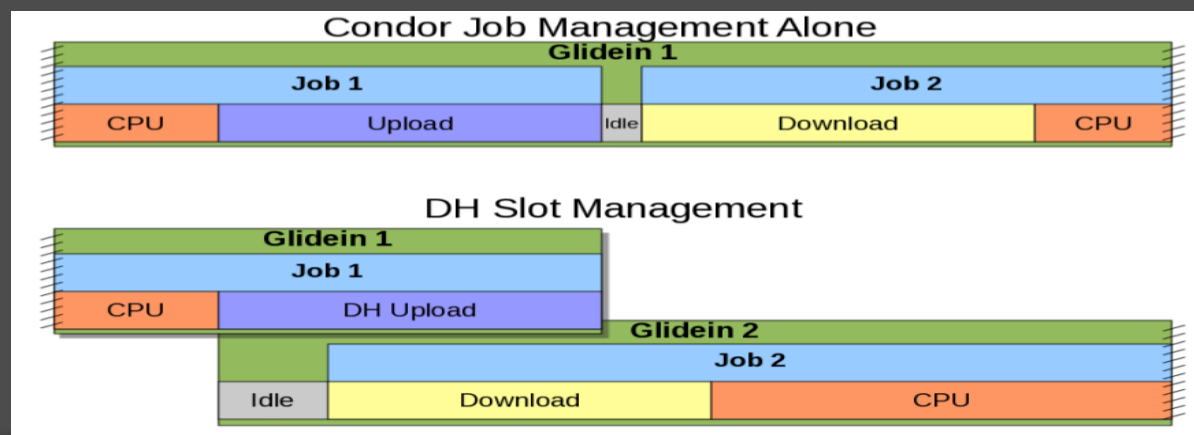 Condor Job Management Alone
Glidein 1
Job 1 Job 2
CPU Upload Idle Download CPU
DH Slot Management
Glidein 1
Job 1
CPU DH Upload
Glidein 2
Job 2
Idle Download CPU